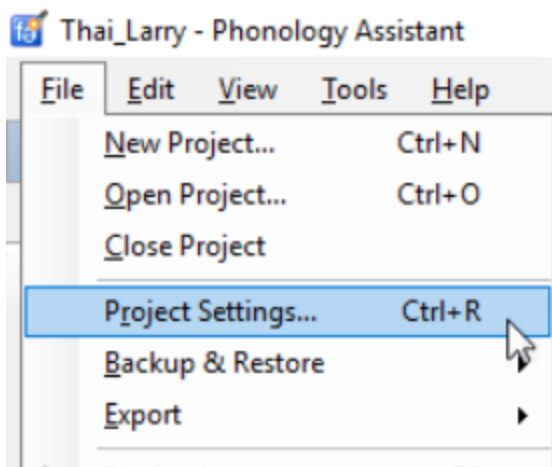 Thai_Larry - Phonology Assistant
File Edit View Tools Help
New Project... Ctrl+N
Open Project... Ctrl+O
Close Project
Project Settings... Ctrl+R
Backup & Restore
Export